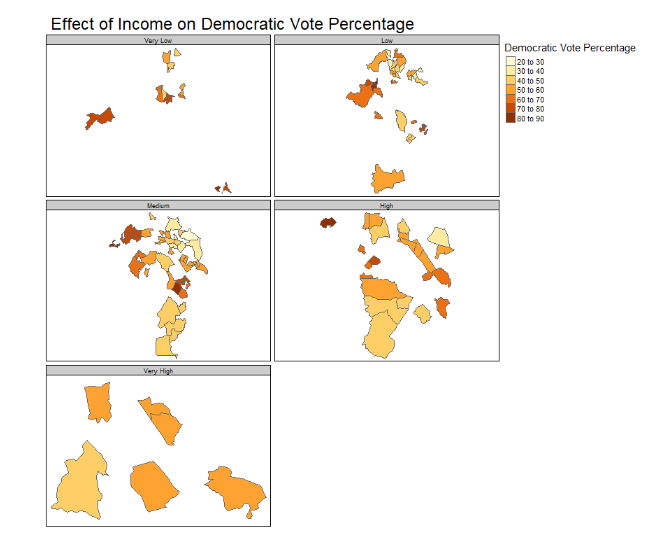 Effect of Income on Democratic Vote Percentage
Very Low
Low
Democratic Vote Percentage
20 to 30
30 to 40
40 to 50
50 to 60
60 to 70
70 to 80
80 to 90
Medium
High
Very High